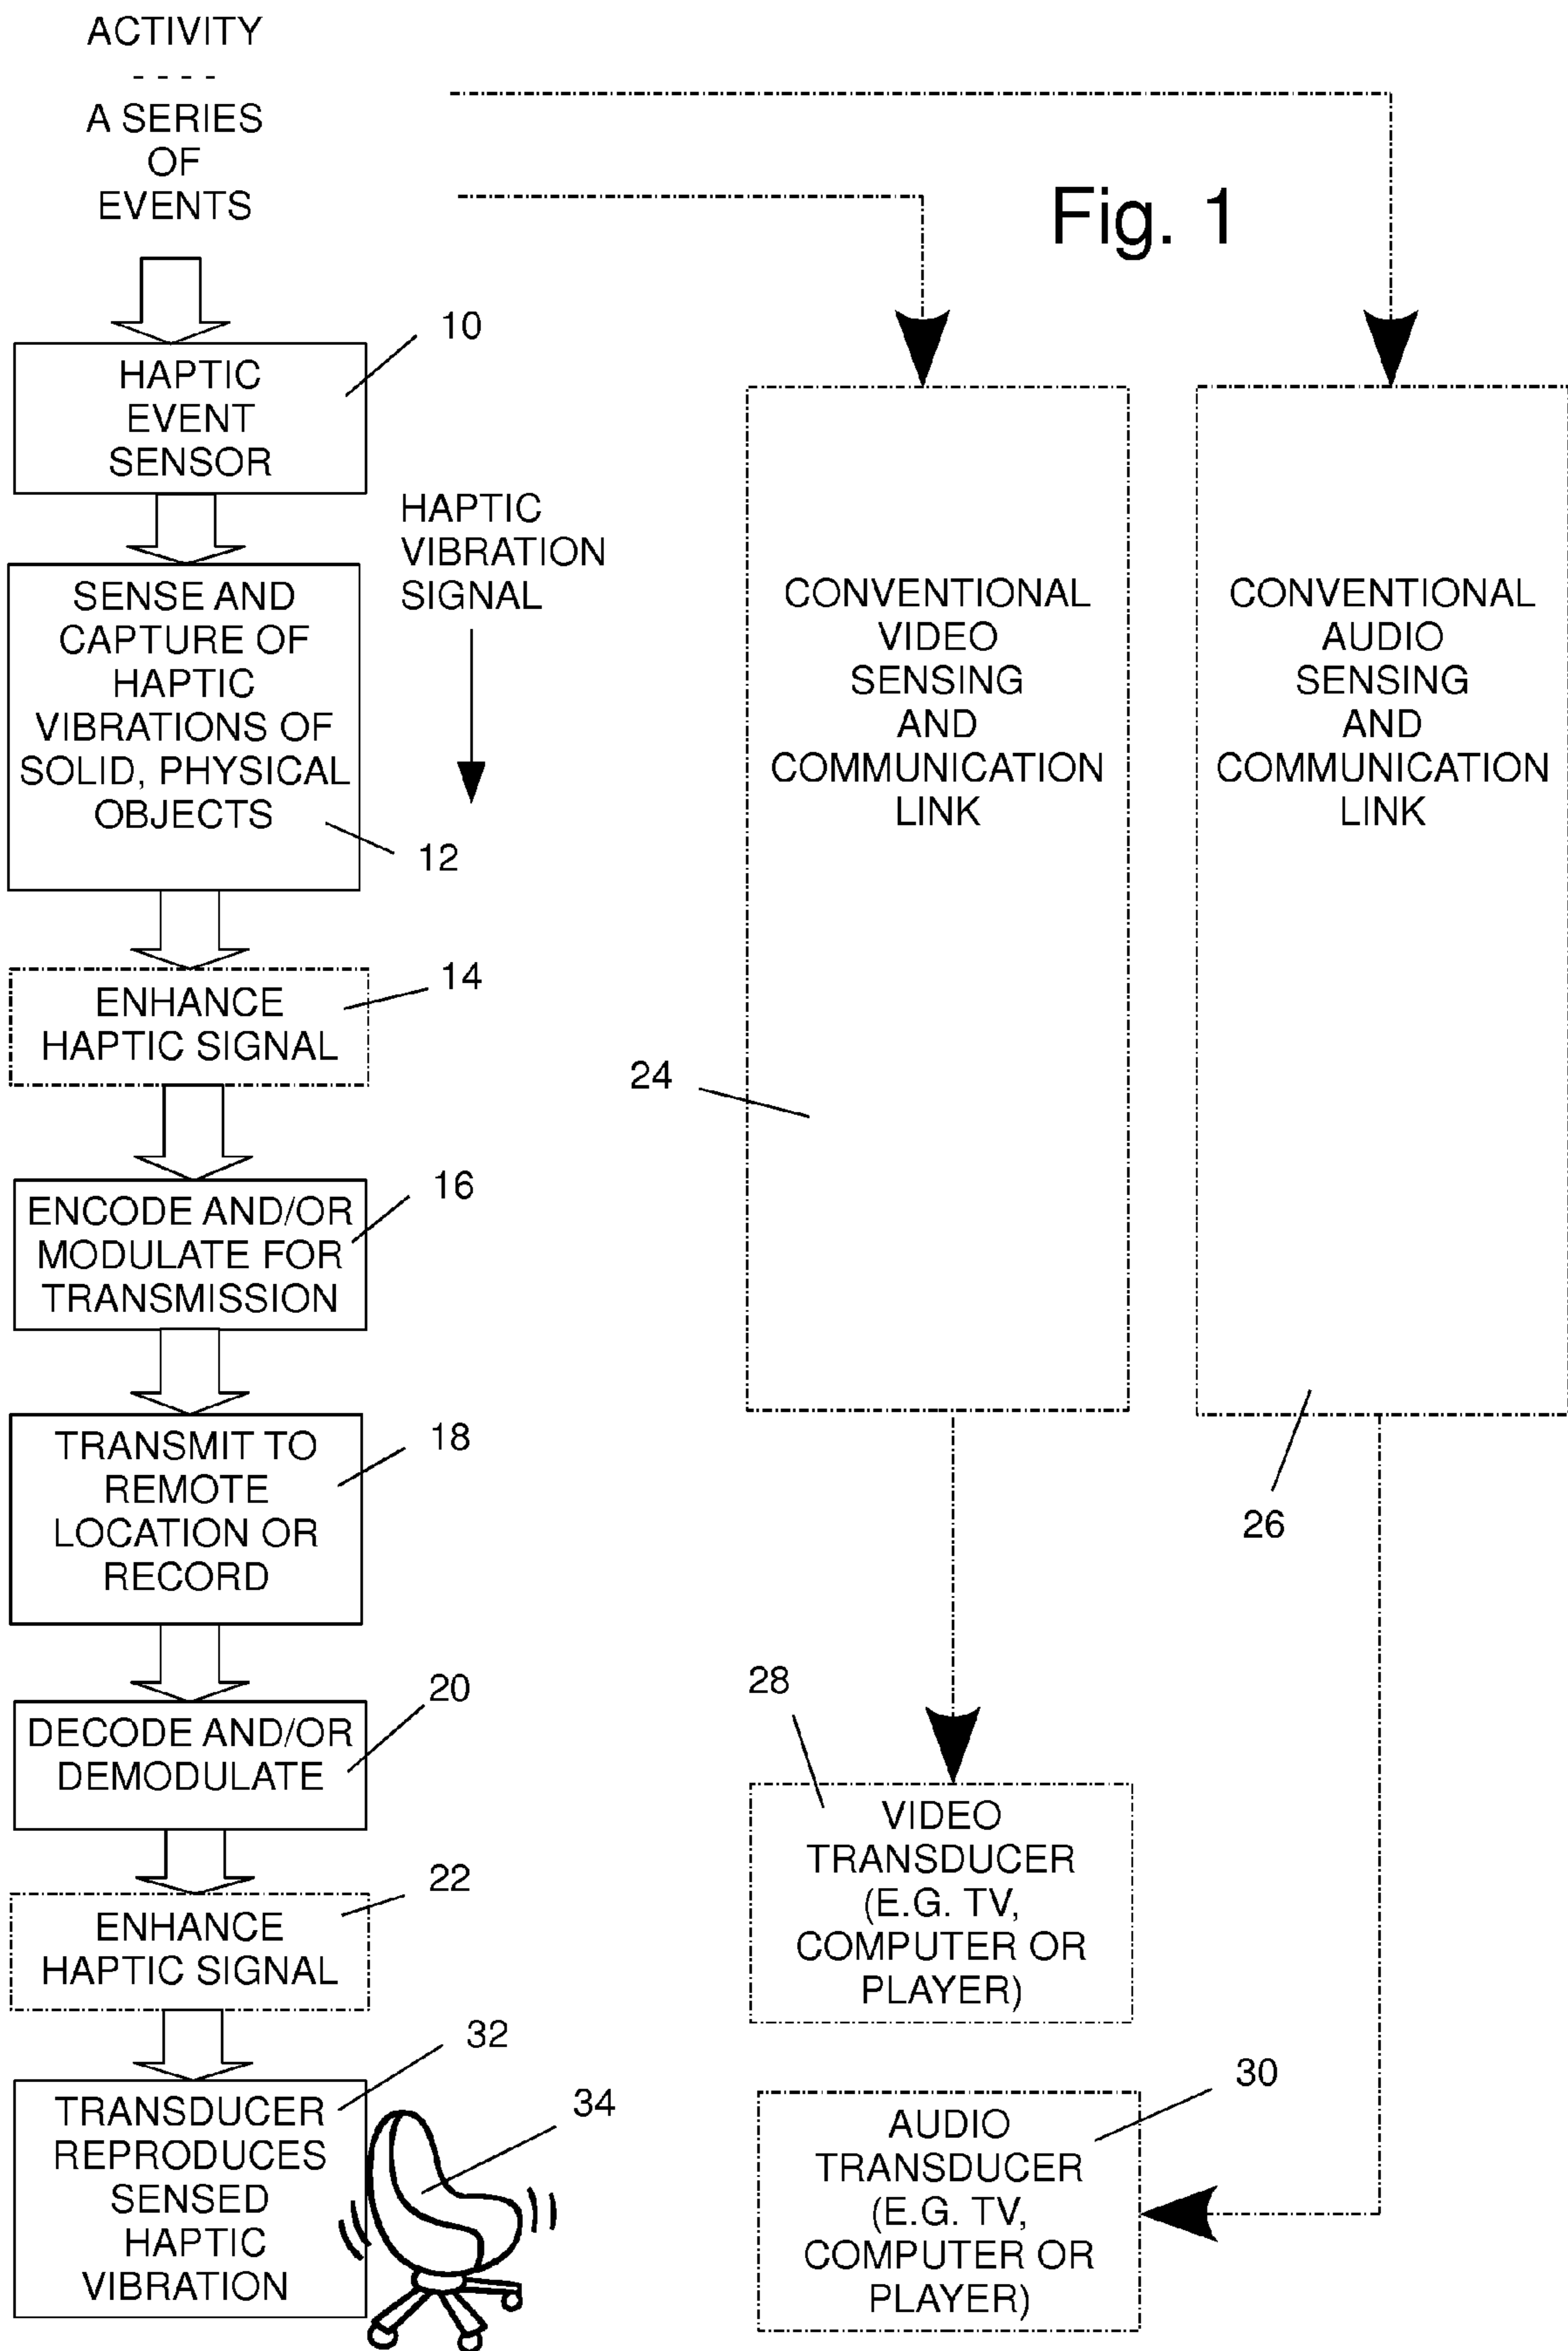 ACTIVITY
- - - -
A SERIES
OF
EVENTS
Fig. 1
10
HAPTIC
EVENT
SENSOR
HAPTIC
VIBRATION
SIGNAL
SENSE AND
CAPTURE OF
HAPTIC
VIBRATIONS OF
SOLID, PHYSICAL
OBJECTS
12
14
ENHANCE
HAPTIC SIGNAL
16
ENCODE AND/OR
MODULATE FOR
TRANSMISSION
18
TRANSMIT TO
REMOTE
LOCATION OR
RECORD
20
DECODE AND/OR
DEMODULATE
22
ENHANCE
HAPTIC SIGNAL
32
TRANSDUCER
REPRODUCES
SENSED
HAPTIC
VIBRATION
34
CONVENTIONAL
VIDEO
SENSING
AND
COMMUNICATION
LINK
24
CONVENTIONAL
AUDIO
SENSING
AND
COMMUNICATION
LINK
26
28
VIDEO
TRANSDUCER
(E.G. TV,
COMPUTER OR
PLAYER)
30
AUDIO
TRANSDUCER
(E.G. TV,
COMPUTER OR
PLAYER)